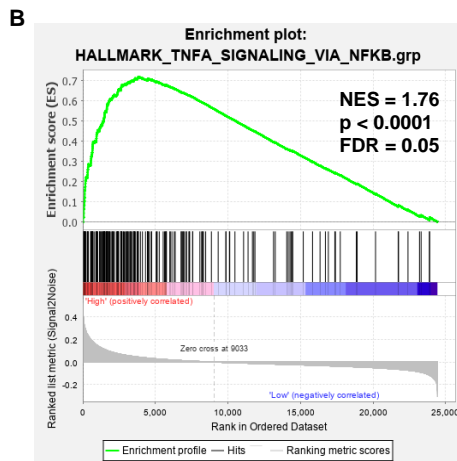 B
Enrichment plot:
HALLMARK_TNFA_SIGNALING_VIA_NFKB.grp
Enrichment score (ES)
0.7
0.6
0.5
0.4
0.3
0.2
0.1
0.0
NES = 1.76
p < 0.0001
FDR = 0.05
Ranked list metric (Signal2Noise)
'High' (positively correlated)
0.4
0.2
0.0
-0.2
Zero cross at 9033
'Low' (negatively correlated)
0 5,000 10,000 15,000 20,000 25,000
Rank in Ordered Dataset
Enrichment profile Hits Ranking metric scores